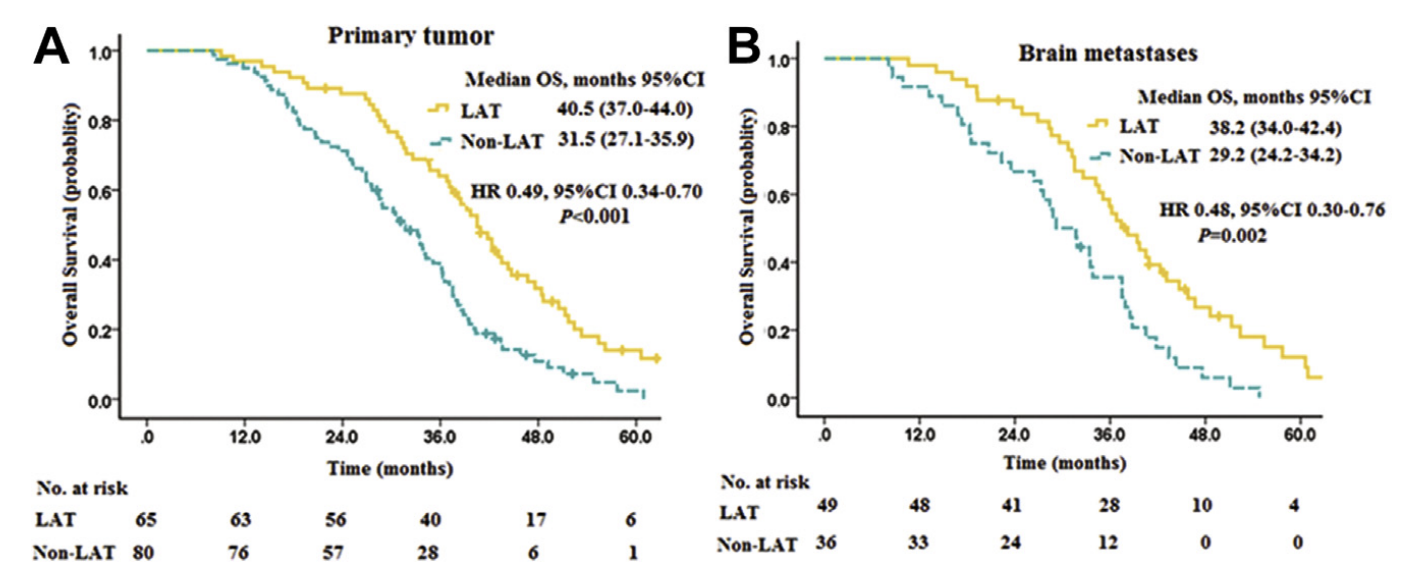 A
Primary tumor
Median OS, months 95%CI
LAT 40.5 (37.0-44.0)
Non-LAT 31.5 (27.1-35.9)
HR 0.49, 95%CI 0.34-0.70
P<0.001
Overall Survival (probablity)
1.0
0.8
0.6
0.4
0.2
0.0
.0 12.0 24.0 36.0 48.0 60.0
Time (months)
No. at risk
LAT 65 63 56 40 17 6
Non-LAT 80 76 57 28 6 1
B
Brain metastases
Median OS, months 95%CI
LAT 38.2 (34.0-42.4)
Non-LAT 29.2 (24.2-34.2)
HR 0.48, 95%CI 0.30-0.76
P=0.002
Overall Survival (probablity)
1.0
0.8
0.6
0.4
0.2
0.0
.0 12.0 24.0 36.0 48.0 60.0
Time (months)
No. at risk
LAT 49 48 41 28 10 4
Non-LAT 36 33 24 12 0 0